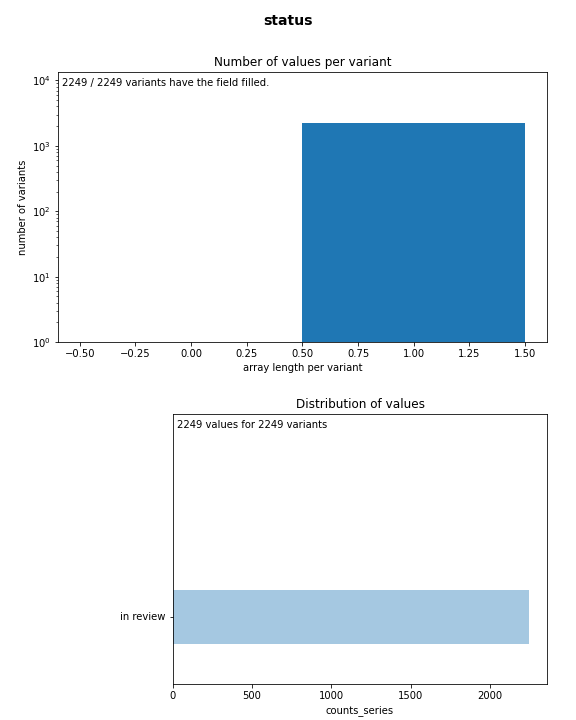 status
Number of values per variant
2249 / 2249 variants have the field filled.
10⁴
10³
10²
10¹
10⁰
number of variants
−0.50 −0.25 0.00 0.25 0.50 0.75 1.00 1.25 1.50
array length per variant
Distribution of values
2249 values for 2249 variants
in review
0 500 1000 1500 2000
counts_series